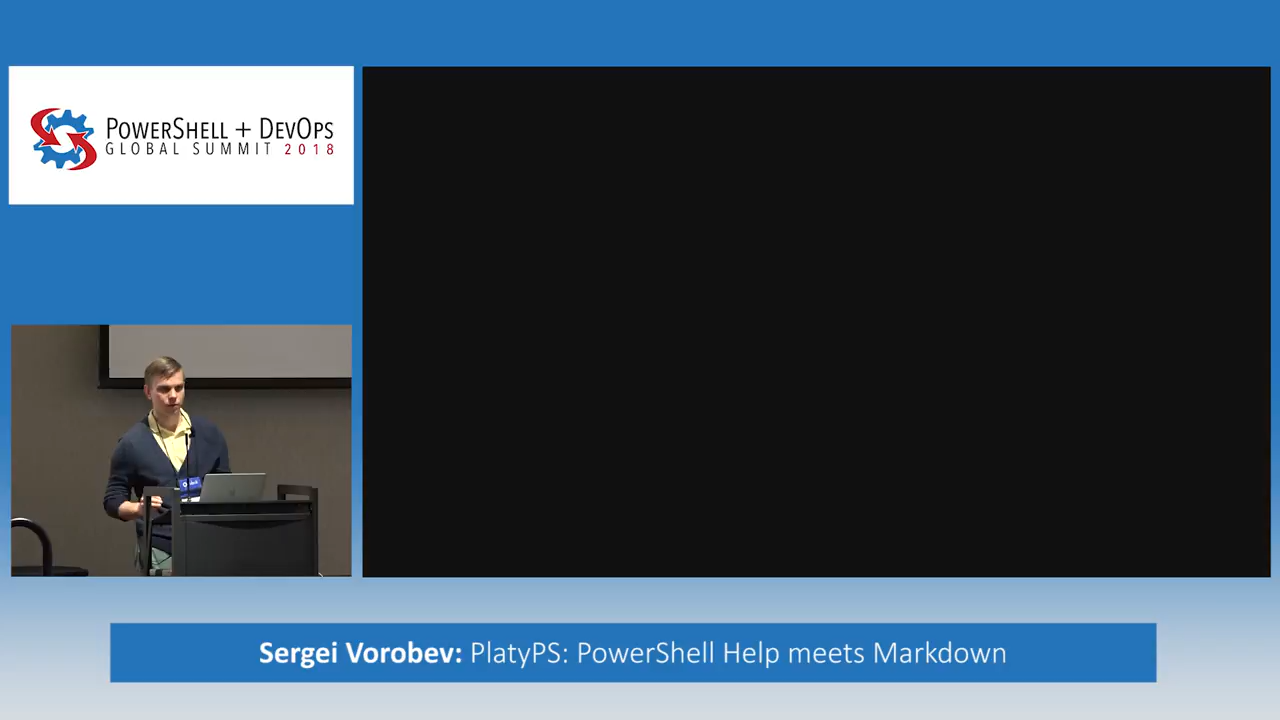 POWERSHELL + DEVOPS
GLOBAL SUMMIT 2018
Sergei Vorobev: PlatyPS: PowerShell Help meets Markdown